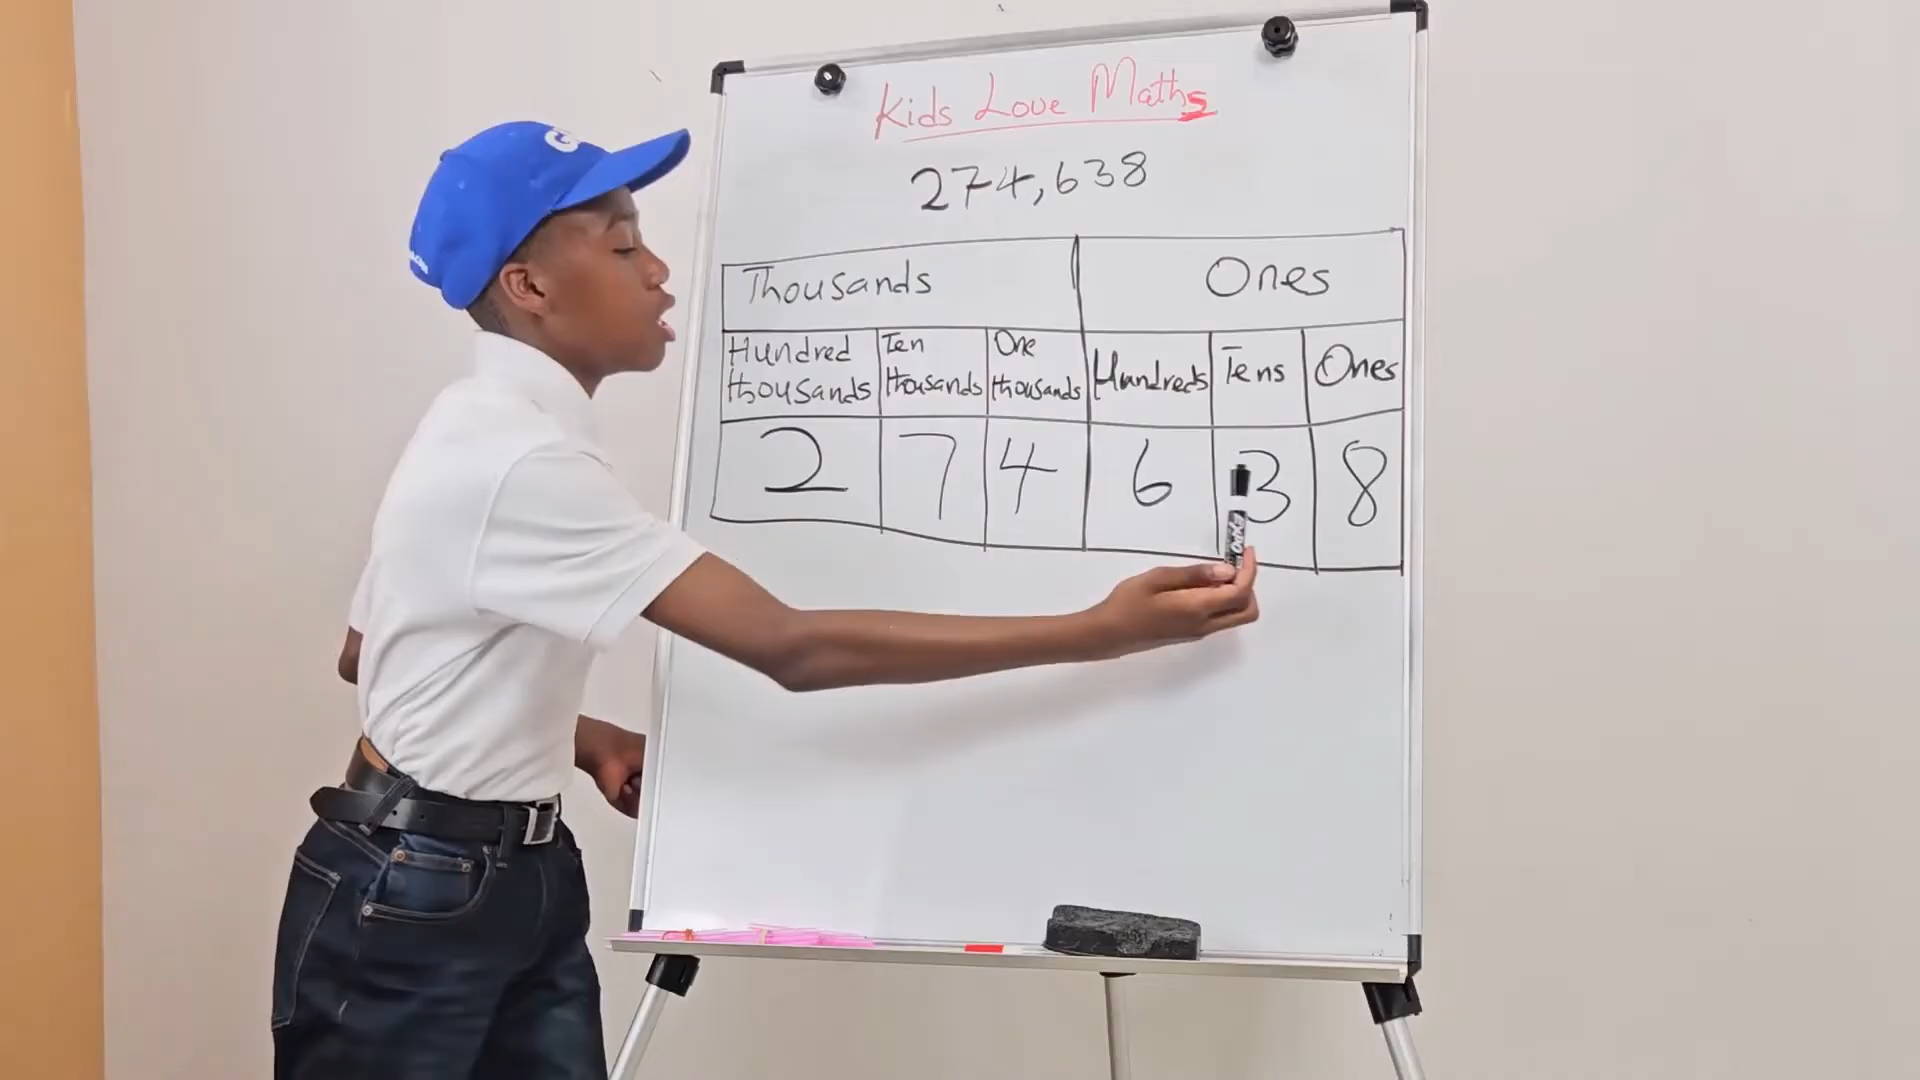 Kids Love Maths
274,638
Thousands Ones
Hundred thousands Ten thousands One thousands Hundreds Tens Ones
2 7 4 6 3 8